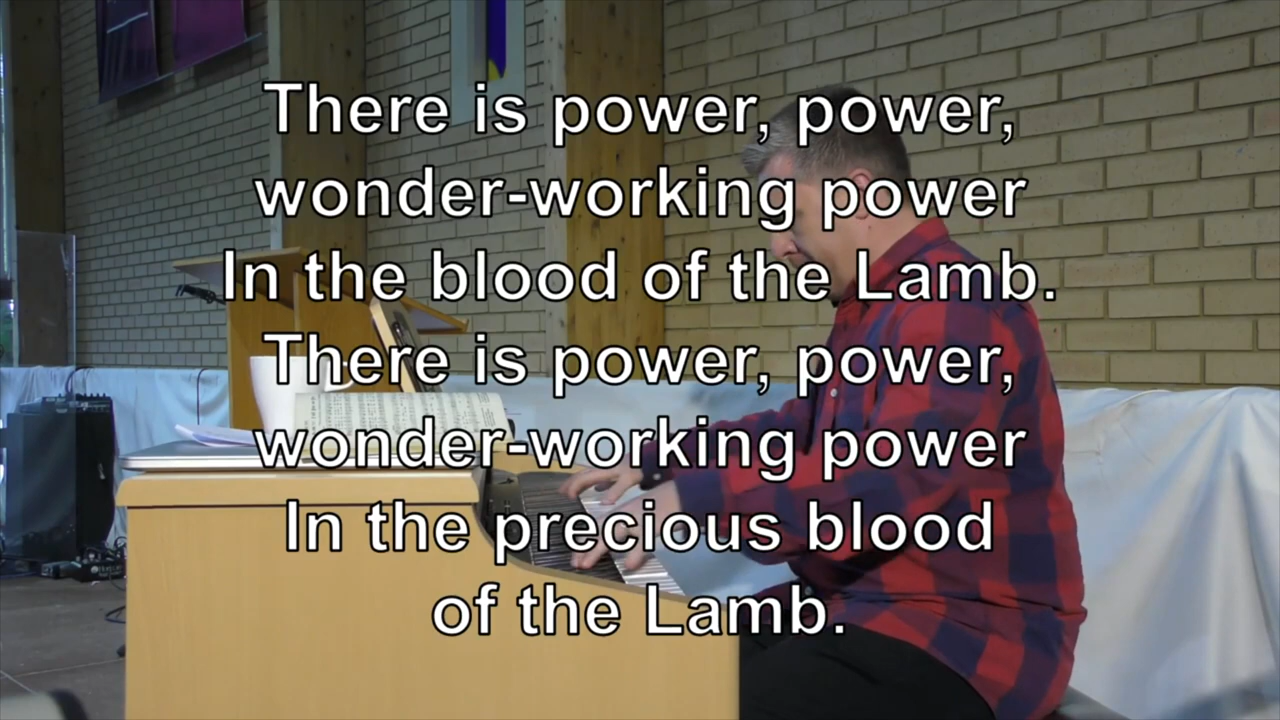 There is power, power,
wonder-working power
In the blood of the Lamb.
There is power, power,
wonder-working power
In the precious blood
of the Lamb.